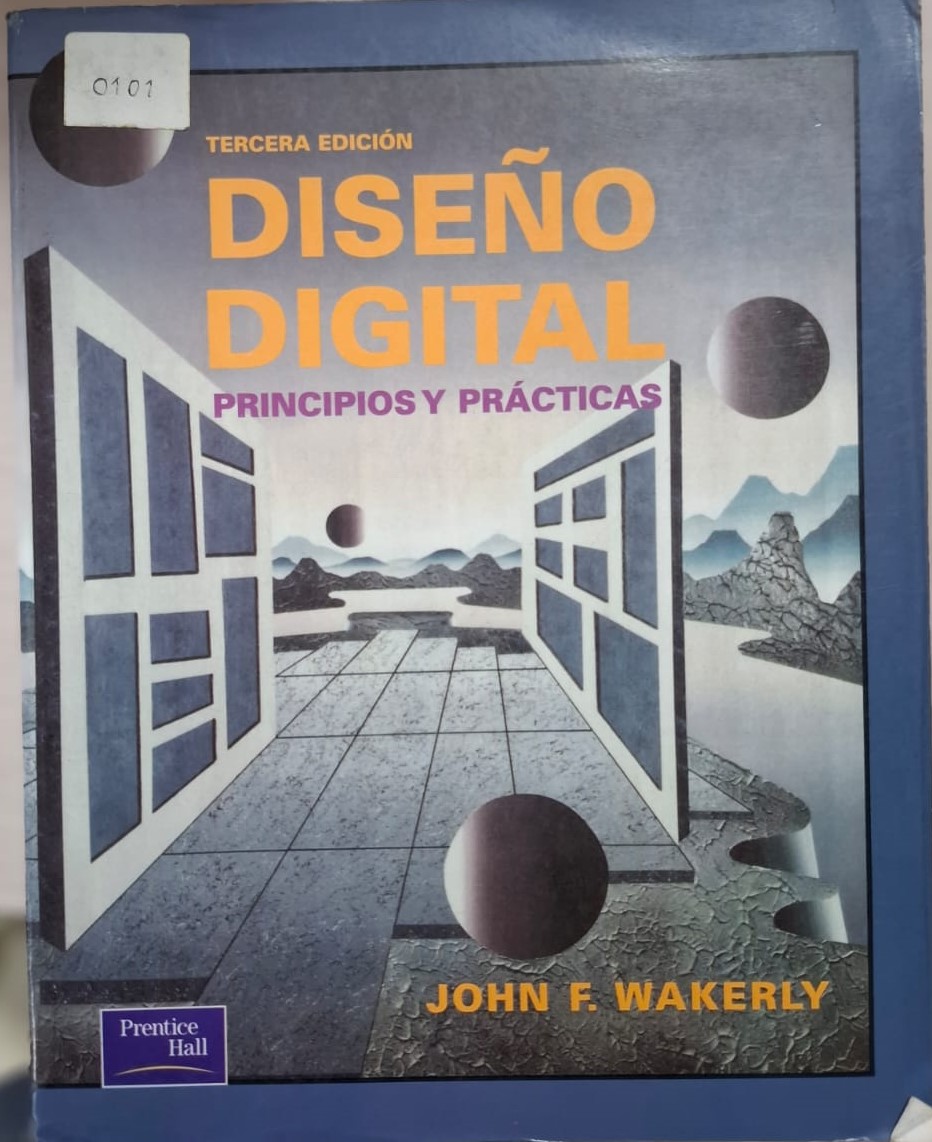 0101
TERCERA EDICIÓN
DISEÑO
DIGITAL
PRINCIPIOS Y PRÁCTICAS
JOHN F. WAKERLY
Prentice
Hall